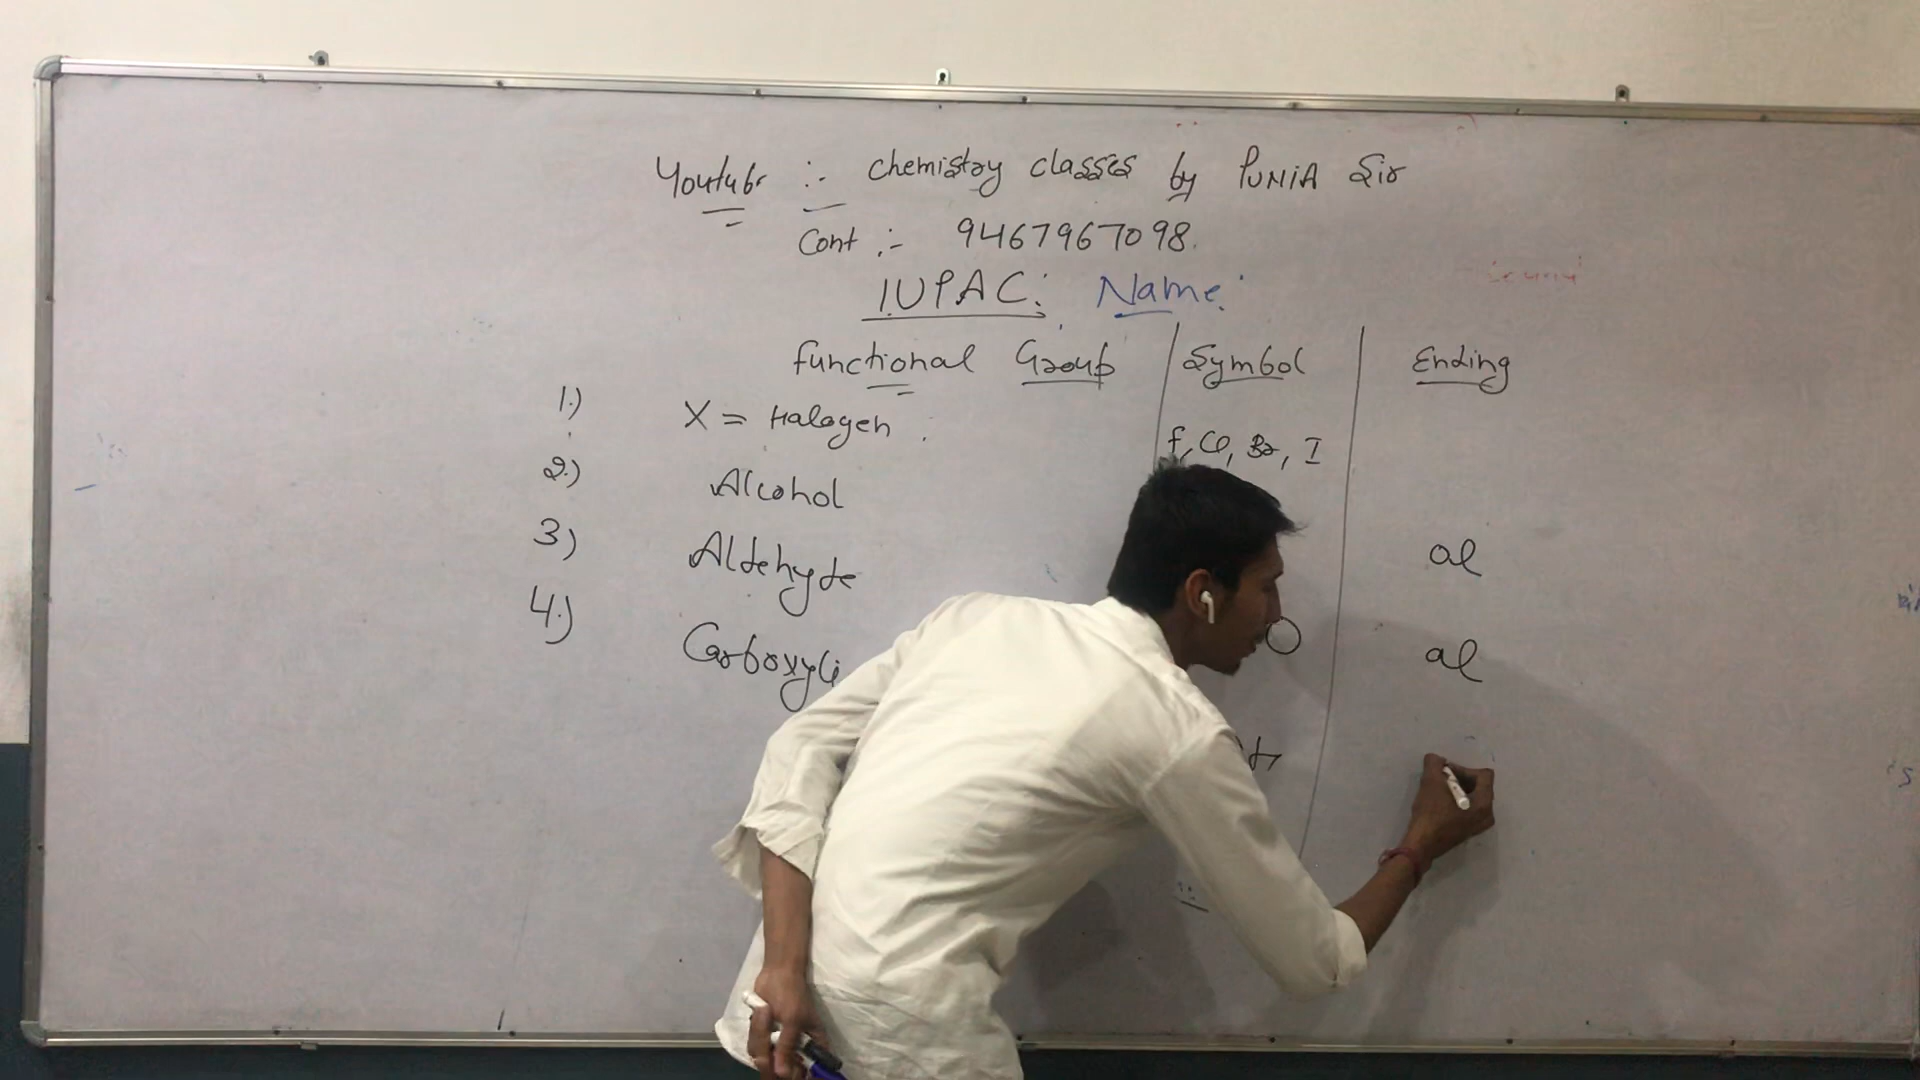 Youtube :- Chemistry classes by PUNIA Sir
Cont :- 9467967098.
IUPAC: Name:
functional Group Symbol Ending
1.) X = Halogen F, Cl, Br, I
2.) Alcohol
3) Aldehyde ol
4.) Carboxyli O al